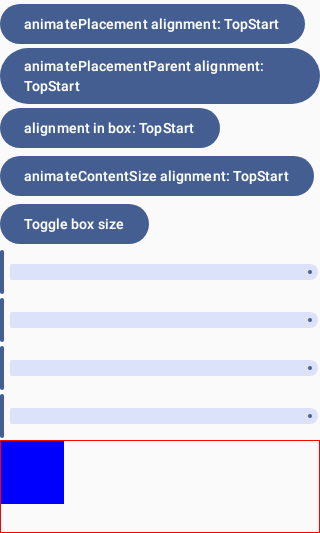 animatePlacement alignment: TopStart
animatePlacementParent alignment:
TopStart
alignment in box: TopStart
animateContentSize alignment: TopStart
Toggle box size